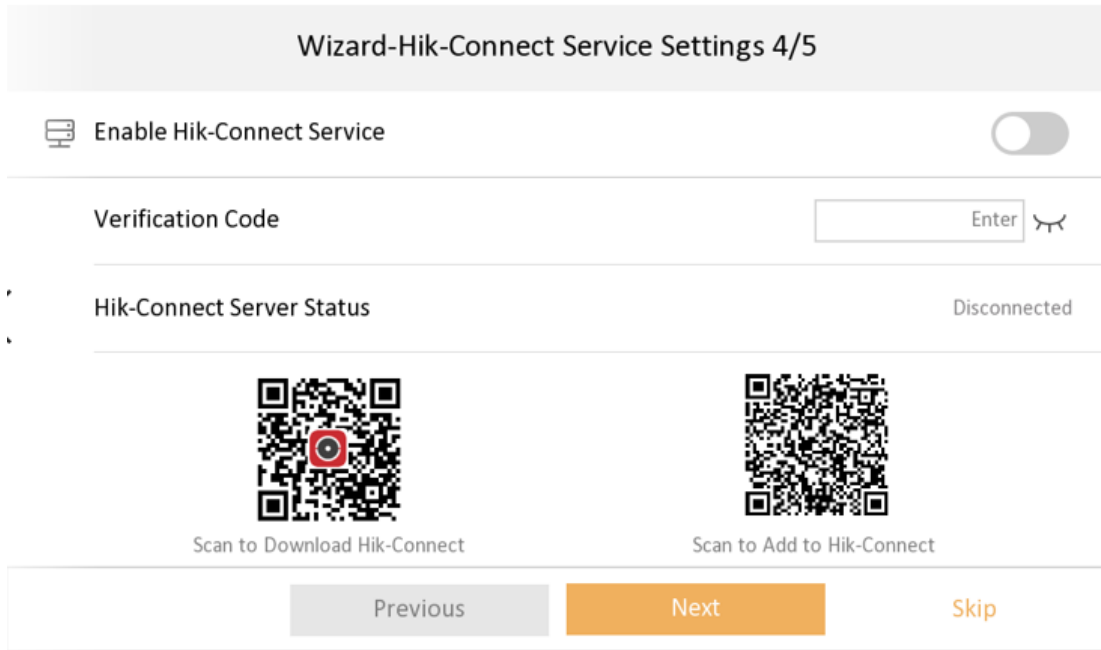 Wizard-Hik-Connect Service Settings 4/5
Enable Hik-Connect Service
Verification Code
Enter
Hik-Connect Server Status
Disconnected
Scan to Download Hik-Connect
Scan to Add to Hik-Connect
Previous
Next
Skip